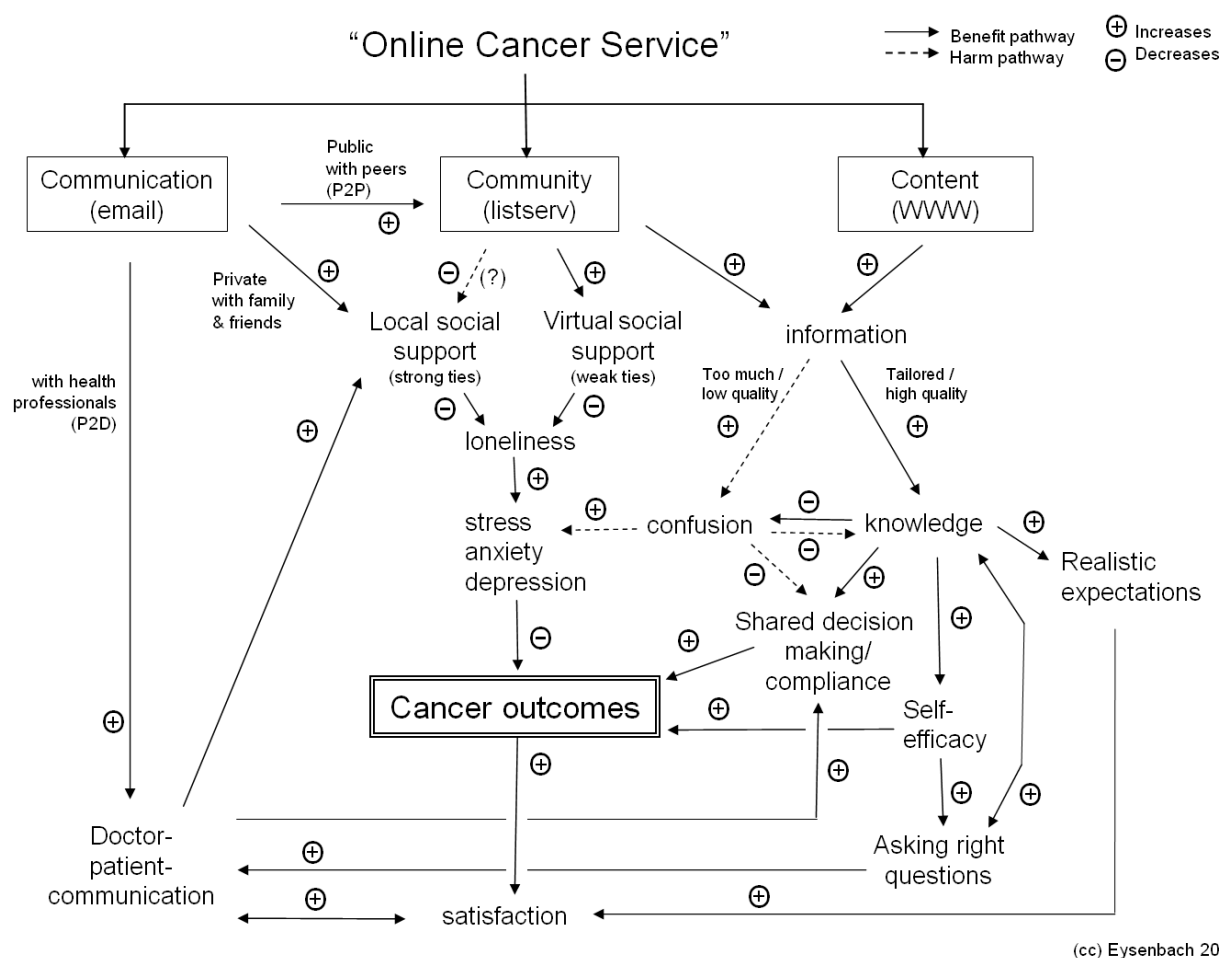 “Online Cancer Service”
Benefit pathway
Harm pathway
⊕ Increases
⊖ Decreases
Communication
(email)
Public
with peers
(P2P)
⊕
Community
(listserv)
Content
(WWW)
⊕
Private
with family
& friends
⊖
(?)
⊕
⊕
⊕
Local social
support
(strong ties)
Virtual social
support
(weak ties)
information
with health
professionals
(P2D)
⊕
⊖
⊖
Too much /
low quality
⊕
Tailored /
high quality
⊕
loneliness
⊕
stress
anxiety
depression
⊕
confusion
⊖
⊖
knowledge
⊕
Realistic
expectations
⊖
⊕
⊖
⊕
Shared decision
making/
compliance
⊕
Cancer outcomes
⊕
Self-
efficacy
⊕
⊕
⊕
⊕
⊕
Doctor-
patient-
communication
⊕
Asking right
questions
⊕
satisfaction
⊕
(cc) Eysenbach 20